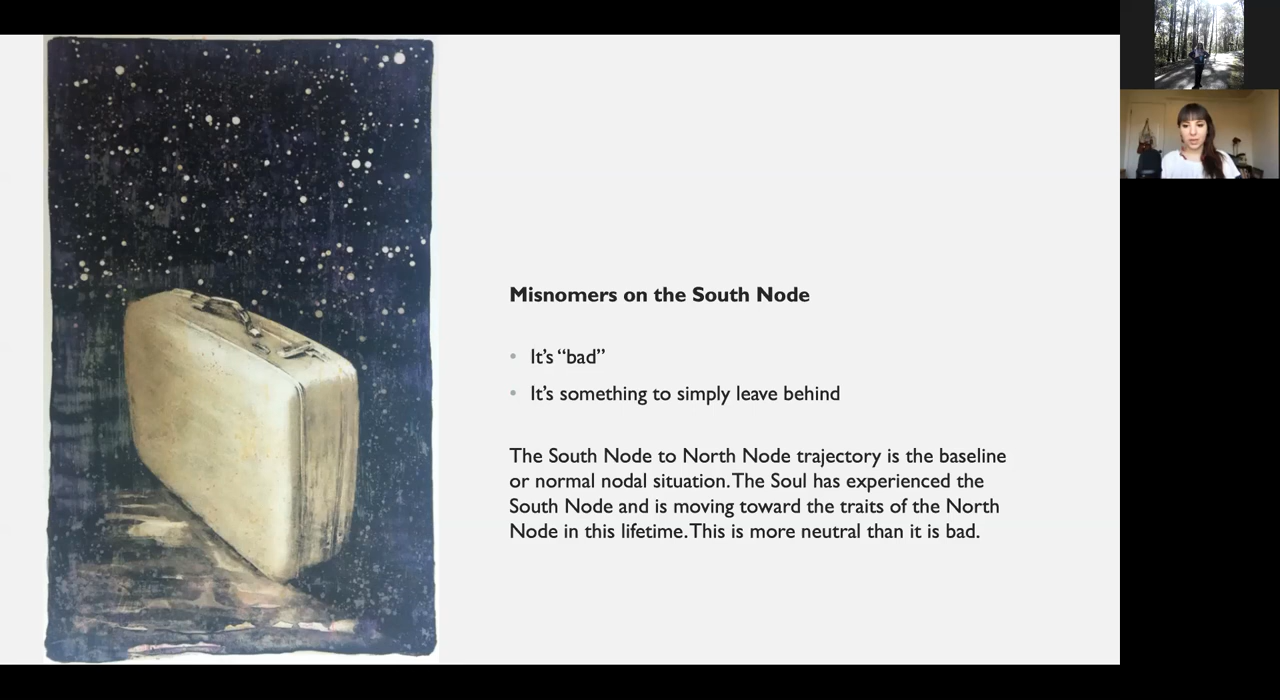 Misnomers on the South Node
• It’s “bad”
• It’s something to simply leave behind
The South Node to North Node trajectory is the baseline
or normal nodal situation. The Soul has experienced the
South Node and is moving toward the traits of the North
Node in this lifetime. This is more neutral than it is bad.